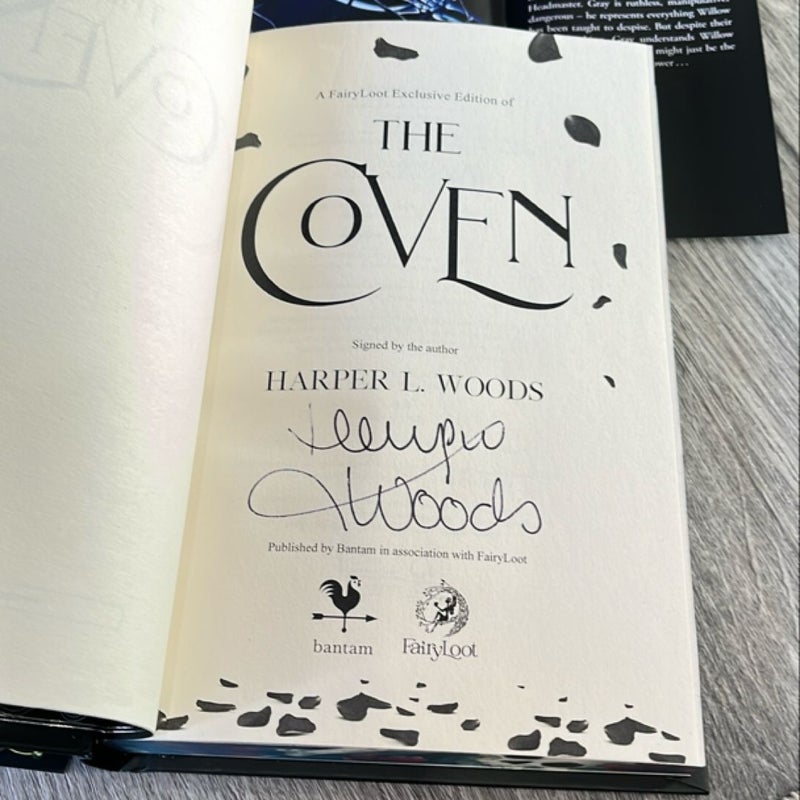 Headmaster. Gray is ruthless, manipulative,
dangerous – he represents everything Willow
been taught to despise. But despite their
Gray understands Willow
might just be the
power . . .
A FairyLoot Exclusive Edition of
THE
COVEN
Signed by the author
HARPER L. WOODS
Woods
Published by Bantam in association with FairyLoot
bantam
FairyLoot